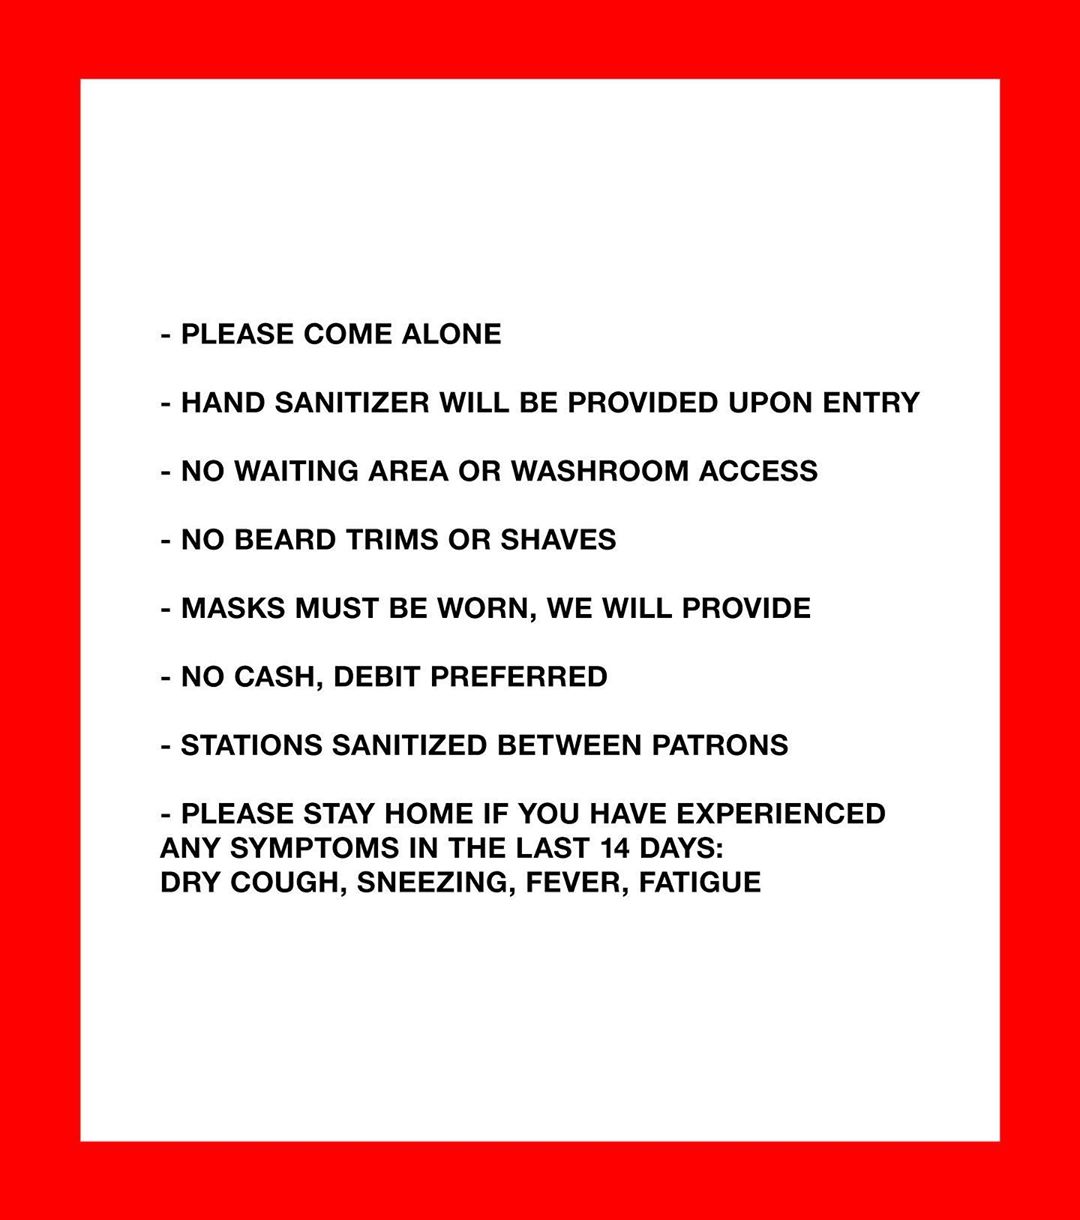 - PLEASE COME ALONE
- HAND SANITIZER WILL BE PROVIDED UPON ENTRY
- NO WAITING AREA OR WASHROOM ACCESS
- NO BEARD TRIMS OR SHAVES
- MASKS MUST BE WORN, WE WILL PROVIDE
- NO CASH, DEBIT PREFERRED
- STATIONS SANITIZED BETWEEN PATRONS
- PLEASE STAY HOME IF YOU HAVE EXPERIENCED
ANY SYMPTOMS IN THE LAST 14 DAYS:
DRY COUGH, SNEEZING, FEVER, FATIGUE